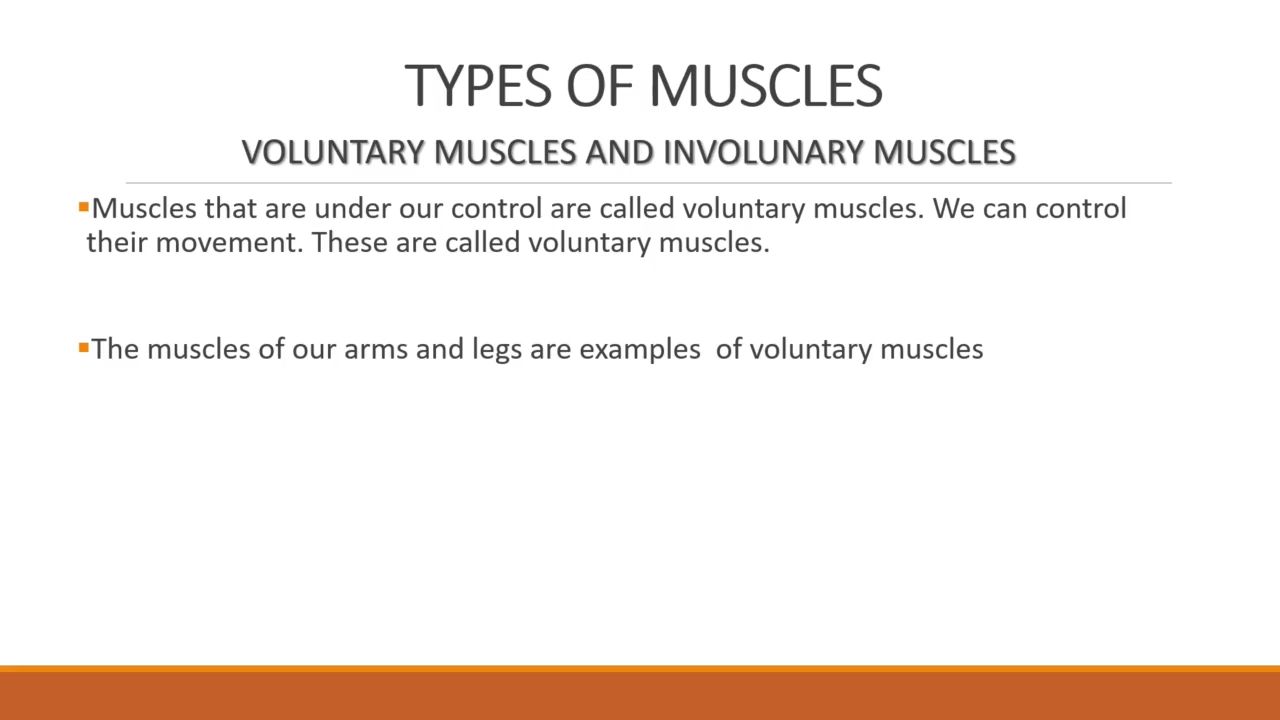 TYPES OF MUSCLES
VOLUNTARY MUSCLES AND INVOLUNARY MUSCLES
▪Muscles that are under our control are called voluntary muscles. We can control
their movement. These are called voluntary muscles.
▪The muscles of our arms and legs are examples  of voluntary muscles